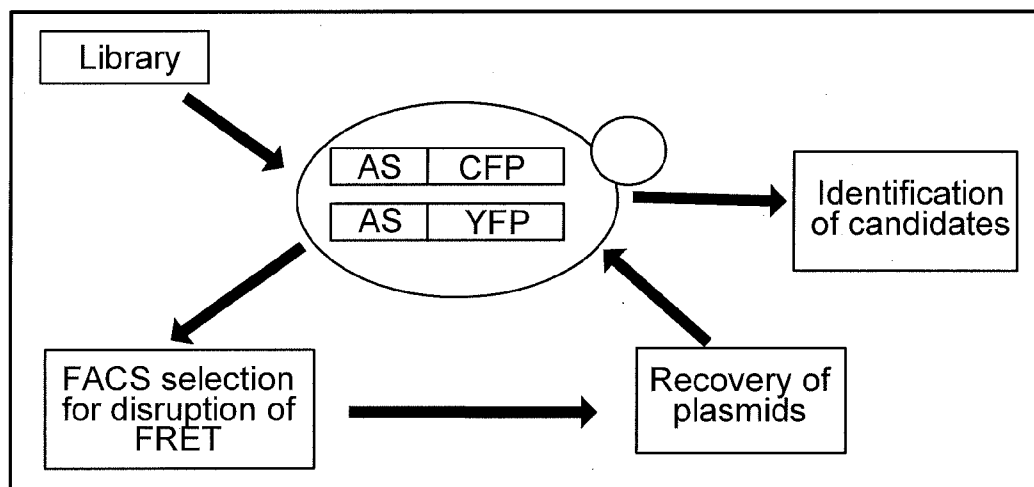 Library
AS CFP
AS YFP
Identification
of candidates
FACS selection
for disruption of
FRET
Recovery of
plasmids